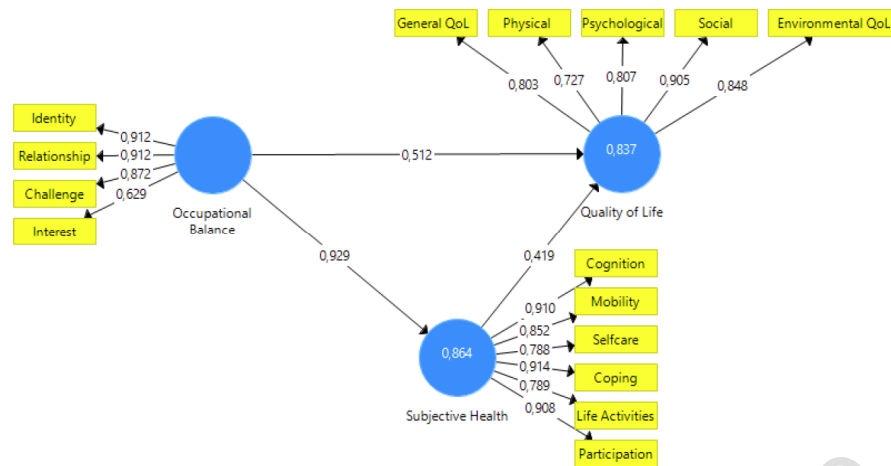 General QoL
Physical
Psychological
Social
Environmental QoL
0,803
0,727
0,807
0,905
0,848
Identity
Relationship
Challenge
Interest
0,912
0,912
0,872
0,629
Occupational
Balance
0,512
0,837
Quality of Life
0,929
0,419
0,864
Subjective Health
0,910
0,852
0,788
0,914
0,789
0,908
Cognition
Mobility
Selfcare
Coping
Life Activities
Participation